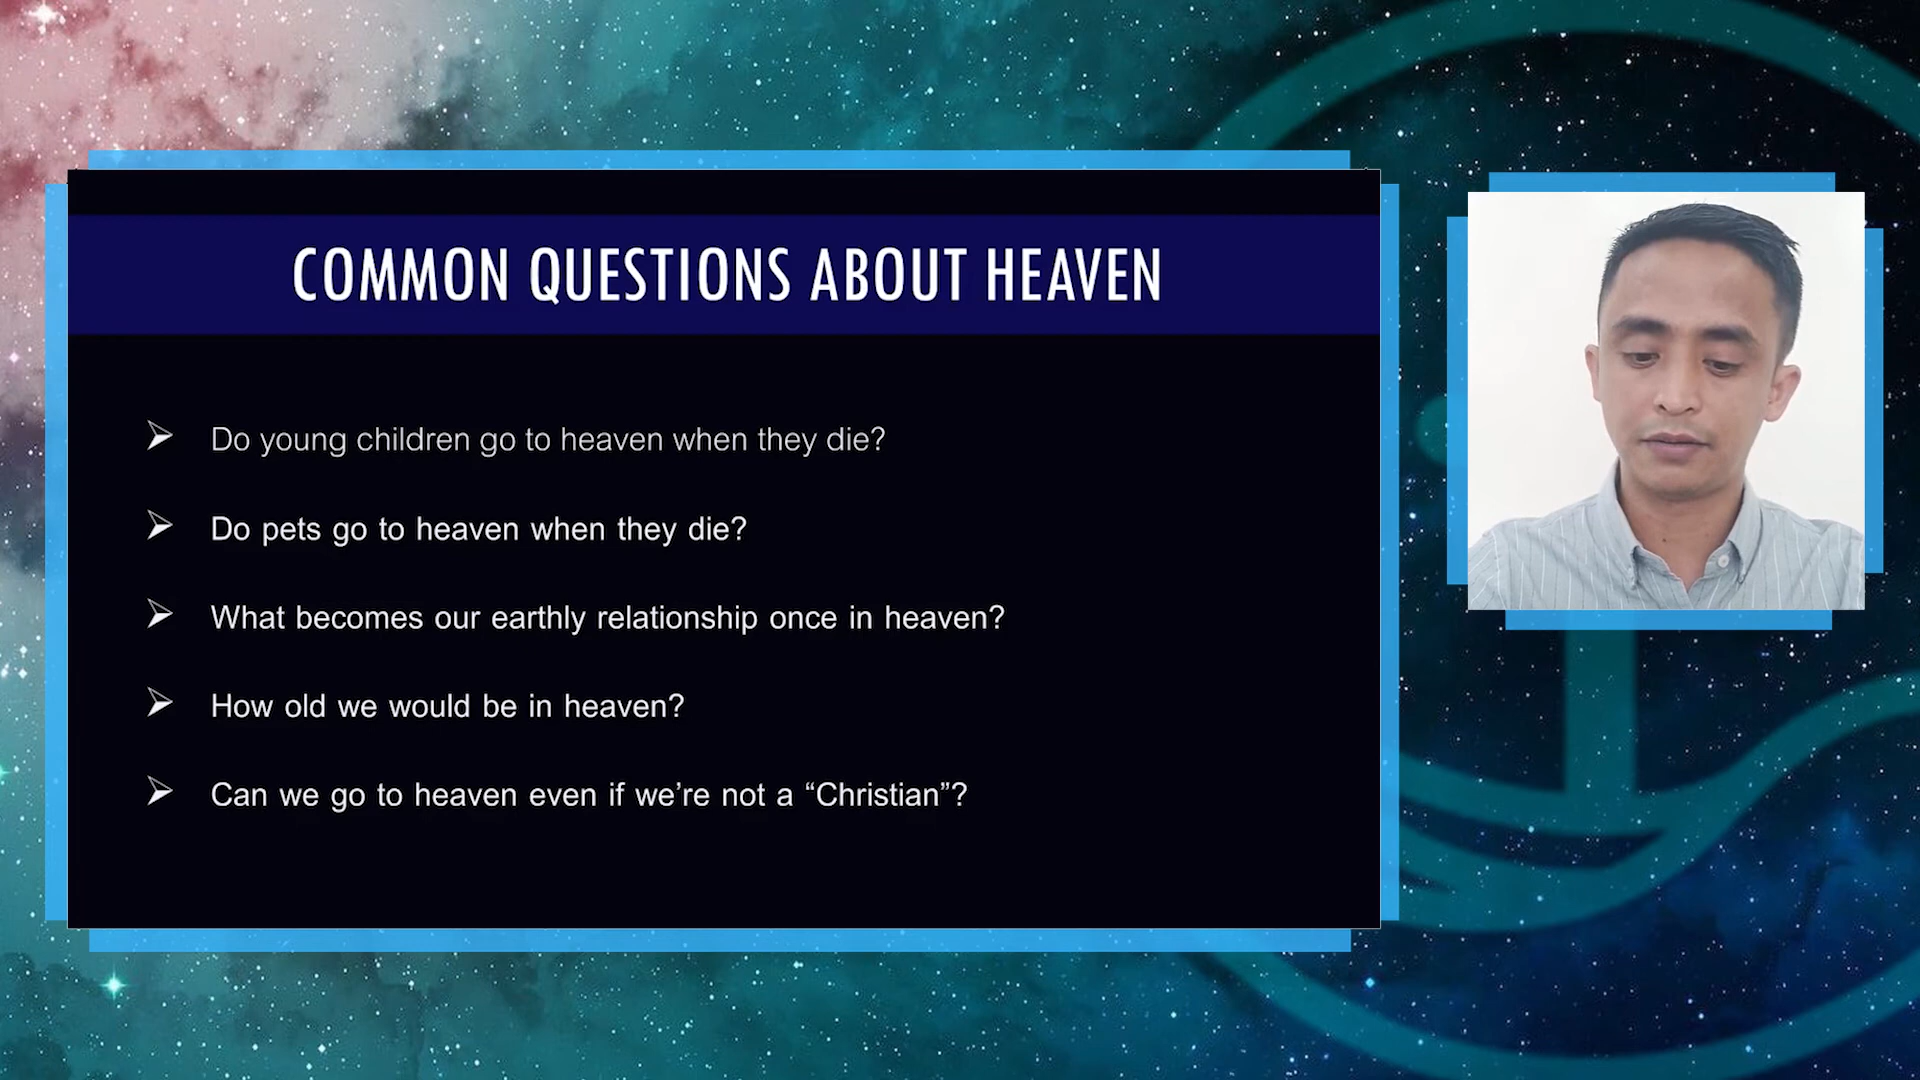 COMMON QUESTIONS ABOUT HEAVEN
Do young children go to heaven when they die?
Do pets go to heaven when they die?
What becomes our earthly relationship once in heaven?
How old we would be in heaven?
Can we go to heaven even if we’re not a “Christian”?